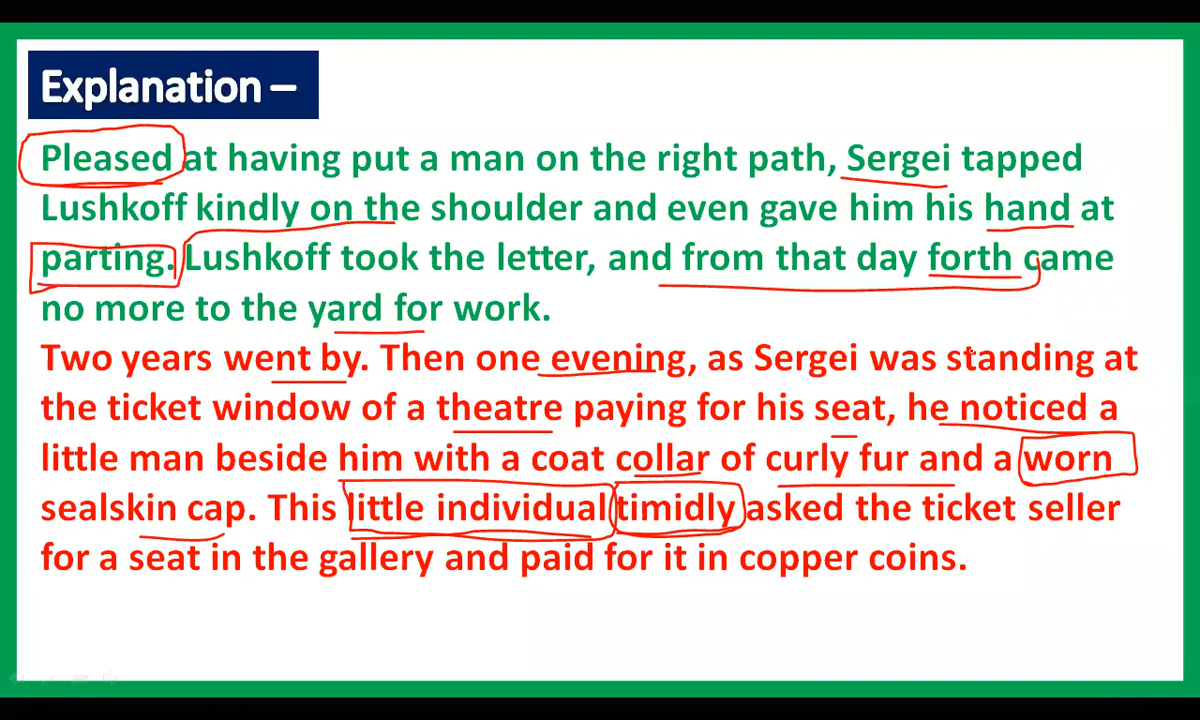 Explanation –
Pleased at having put a man on the right path, Sergei tapped
Lushkoff kindly on the shoulder and even gave him his hand at
parting. Lushkoff took the letter, and from that day forth came
no more to the yard for work.
Two years went by. Then one evening, as Sergei was standing at
the ticket window of a theatre paying for his seat, he noticed a
little man beside him with a coat collar of curly fur and a worn
sealskin cap. This little individual timidly asked the ticket seller
for a seat in the gallery and paid for it in copper coins.